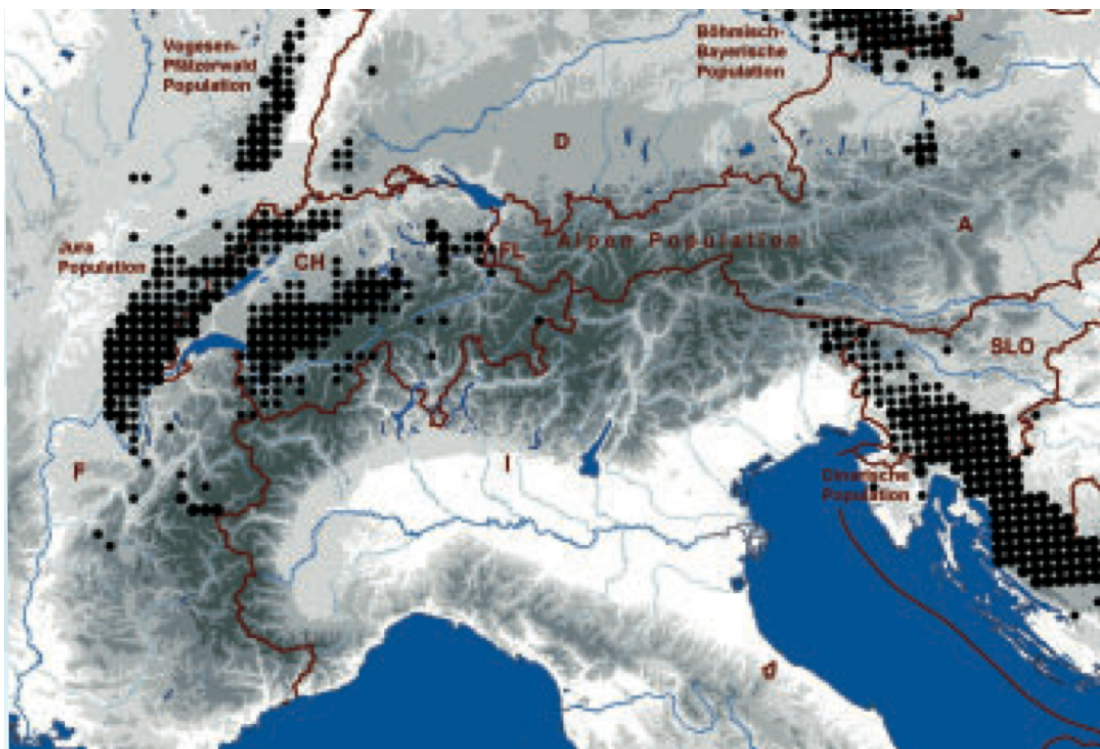 Vogesen-
Pfälzerwald
Population
Böhmisch-
Bayerische
Population
D
Jura
Population
CH
FL
Alpen Population
A
SLO
F
I
Dinarische
Population